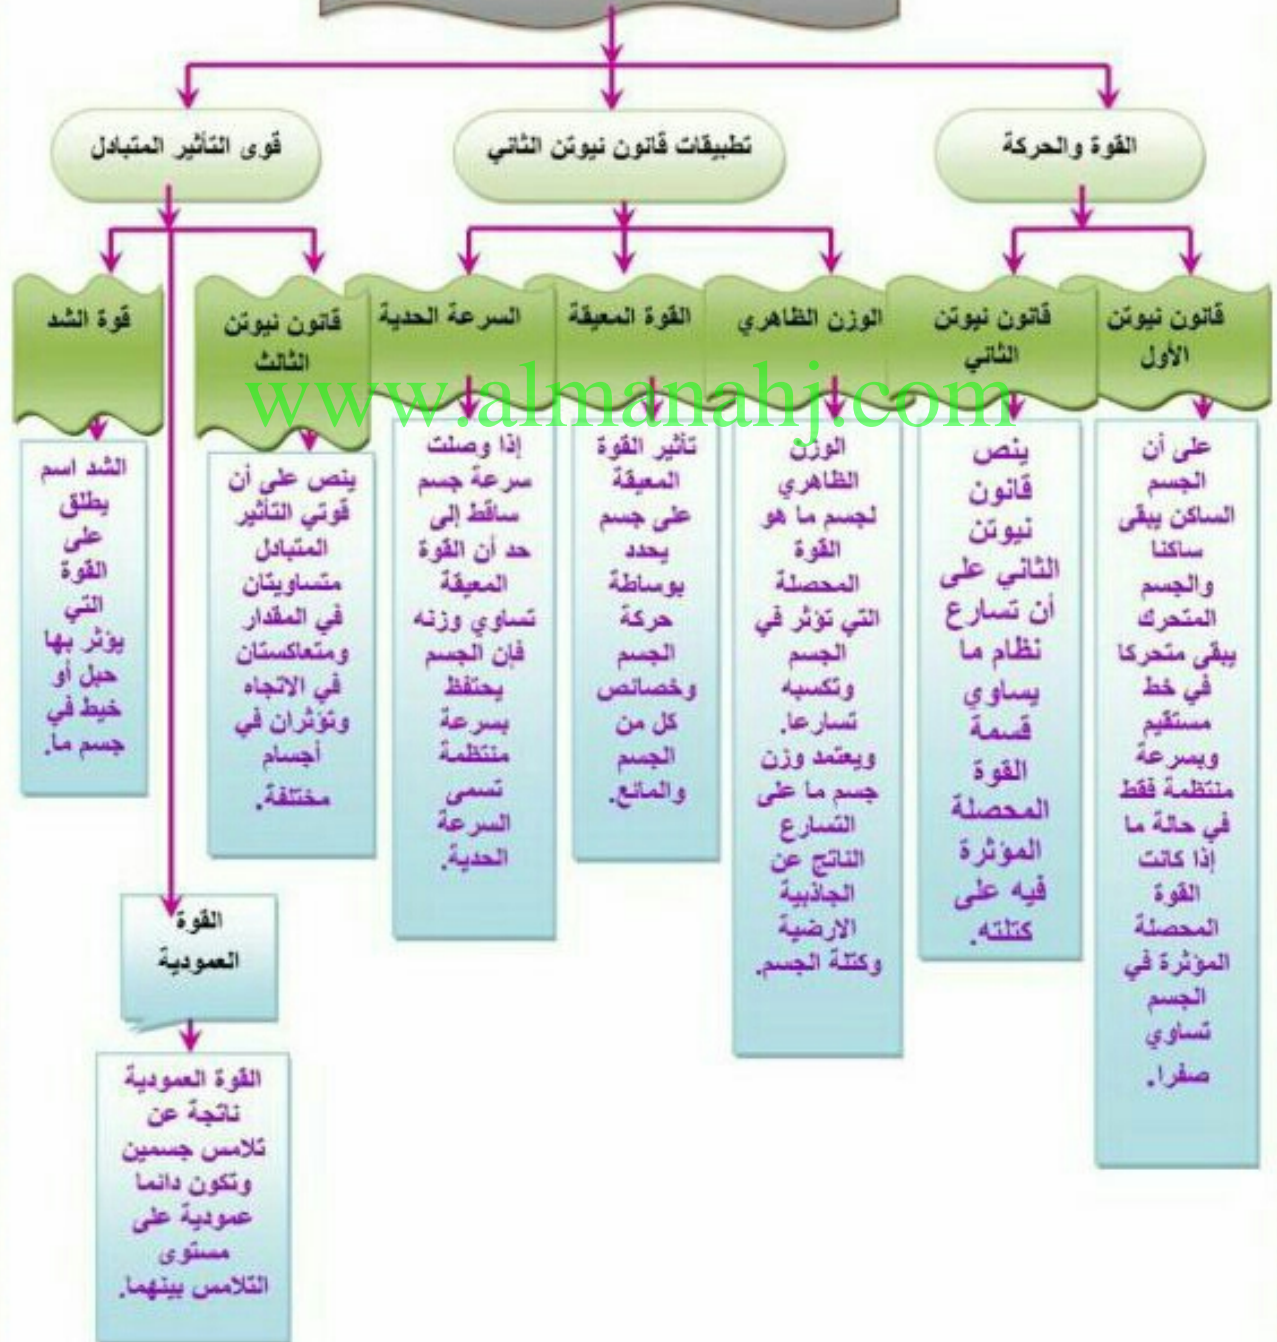 القوة والحركة
تطبيقات قانون نيوتن الثاني
قوى التأثير المتبادل
قانون نيوتن
الأول
قانون نيوتن
الثاني
الوزن الظاهري
القوة المعيقة
السرعة الحدية
قانون نيوتن
الثالث
قوة الشد
www.almanahj.com
على أن
الجسم
الساكن يبقى
ساكنا
والجسم
المتحرك
يبقى متحركا
في خط
مستقيم
وبسرعة
منتظمة فقط
في حالة ما
إذا كانت
القوة
المحصلة
المؤثرة في
الجسم
تساوي
صفرا.
ينص
قانون
نيوتن
الثاني على
أن تسارع
نظام ما
يساوي
قسمة
القوة
المحصلة
المؤثرة
فيه على
كتلته.
الوزن
الظاهري
لجسم ما هو
القوة
المحصلة
التي تؤثر في
الجسم
وتكسبه
تسارعا.
ويعتمد وزن
جسم ما على
التسارع
الناتج عن
الجاذبية
الارضية
وكتلة الجسم.
تأثير القوة
المعيقة
على جسم
يحدد
بوساطة
حركة
الجسم
وخصائص
كل من
الجسم
والمائع.
إذا وصلت
سرعة جسم
ساقط إلى
حد أن القوة
المعيقة
تساوي وزنه
فإن الجسم
يحتفظ
بسرعة
منتظمة
تسمى
السرعة
الحدية.
ينص على أن
قوتي التأثير
المتبادل
متساويتان
في المقدار
ومتعاكستان
في الاتجاه
وتؤثران في
أجسام
مختلفة.
الشد اسم
يطلق
على
القوة
التي
يؤثر بها
حبل أو
خيط في
جسم ما.
القوة
العمودية
القوة العمودية
ناتجة عن
تلامس جسمين
وتكون دائما
عمودية على
مستوى
التلامس بينهما.